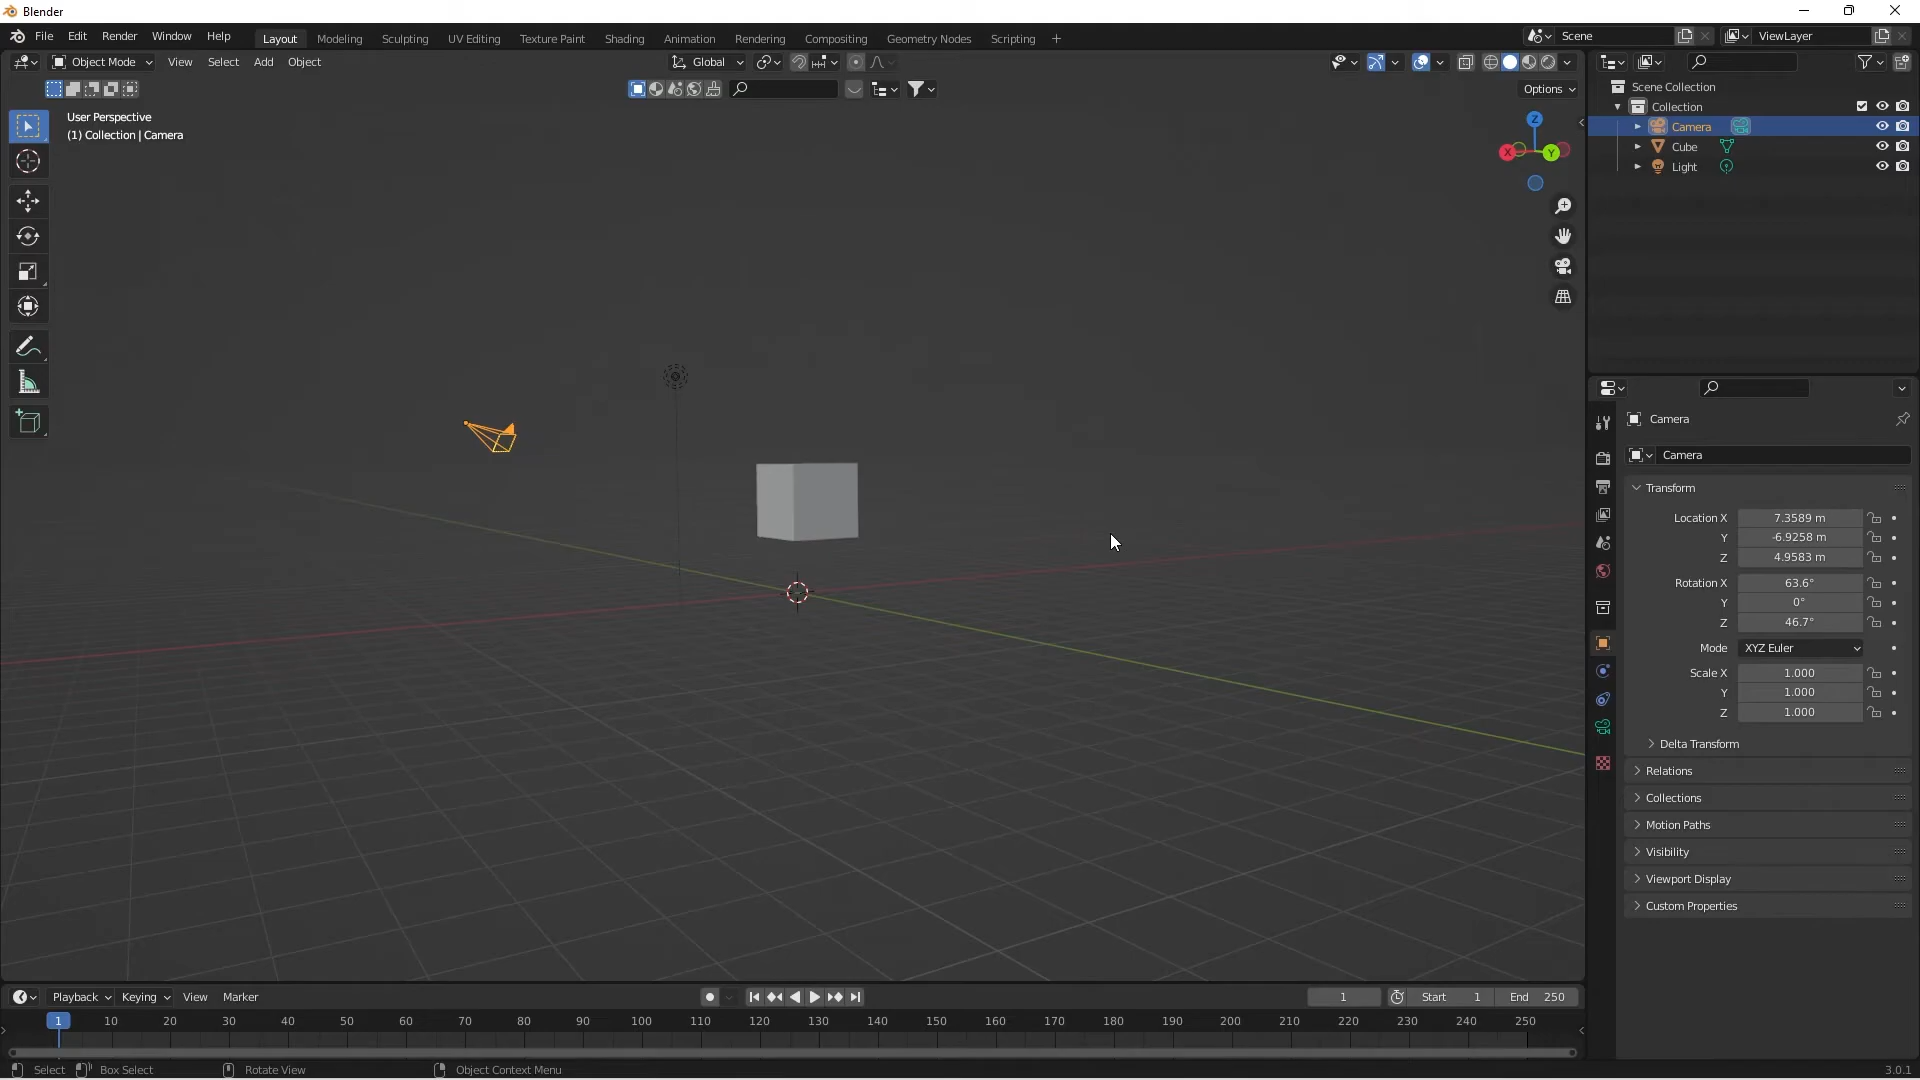 Blender
File Edit Render Window Help Layout Modeling Sculpting UV Editing Texture Paint Shading Animation Rendering Compositing Geometry Nodes Scripting + Scene ViewLayer
Object Mode View Select Add Object Global
Options
User Perspective
(1) Collection | Camera
Z
X Y
Scene Collection
Collection
Camera
Cube
Light
Camera
Camera
Transform
Location X 7.3589 m
Y -6.9258 m
Z 4.9583 m
Rotation X 63.6°
Y 0°
Z 46.7°
Mode XYZ Euler
Scale X 1.000
Y 1.000
Z 1.000
Delta Transform
Relations
Collections
Motion Paths
Visibility
Viewport Display
Custom Properties
Playback Keying View Marker 1 Start 1 End 250
1 10 20 30 40 50 60 70 80 90 100 110 120 130 140 150 160 170 180 190 200 210 220 230 240 250
Select Box Select Rotate View Object Context Menu 3.0.1